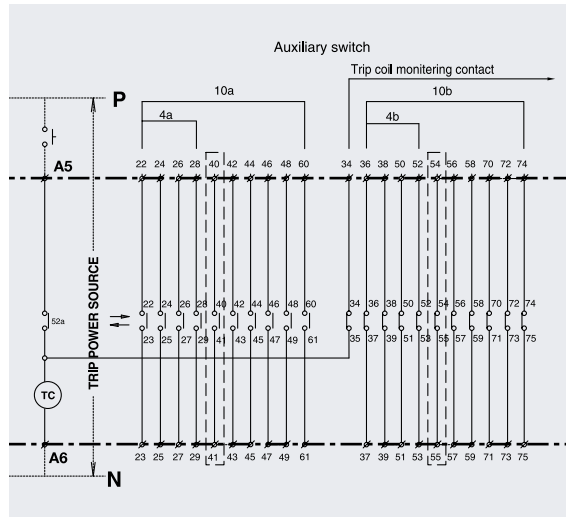 Auxiliary switch
Trip coil monitering contact
P
10a
10b
4a
4b
22 24 26 28 40 42 44 46 48 60 34 36 38 50 52 54 56 58 70 72 74
A5
TRIP POWER SOURCE
52a
22 24 26 28 40 42 44 46 48 60 34 36 38 50 52 54 56 58 70 72 74
23 25 27 29 41 43 45 47 49 61 35 37 39 51 53 55 57 59 71 73 75
TC
A6
23 25 27 29 41 43 45 47 49 61 37 39 51 53 55 57 59 71 73 75
N